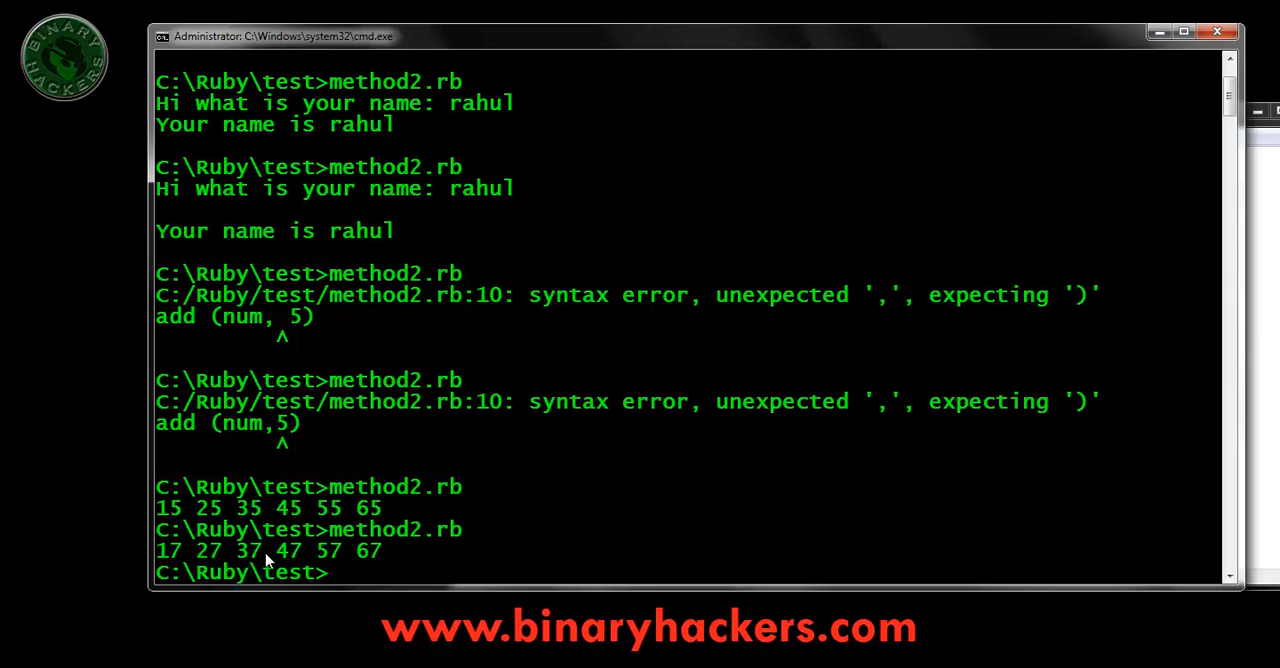 BINARY
HACKERS
Administrator: C:\Windows\system32\cmd.exe
C:\Ruby\test>method2.rb
Hi what is your name: rahul
Your name is rahul
C:\Ruby\test>method2.rb
Hi what is your name: rahul
Your name is rahul
C:\Ruby\test>method2.rb
C:/Ruby/test/method2.rb:10: syntax error, unexpected ',', expecting ')'
add (num, 5)
^
C:\Ruby\test>method2.rb
C:/Ruby/test/method2.rb:10: syntax error, unexpected ',', expecting ')'
add (num,5)
^
C:\Ruby\test>method2.rb
15 25 35 45 55 65
C:\Ruby\test>method2.rb
17 27 37 47 57 67
C:\Ruby\test>
www.binaryhackers.com